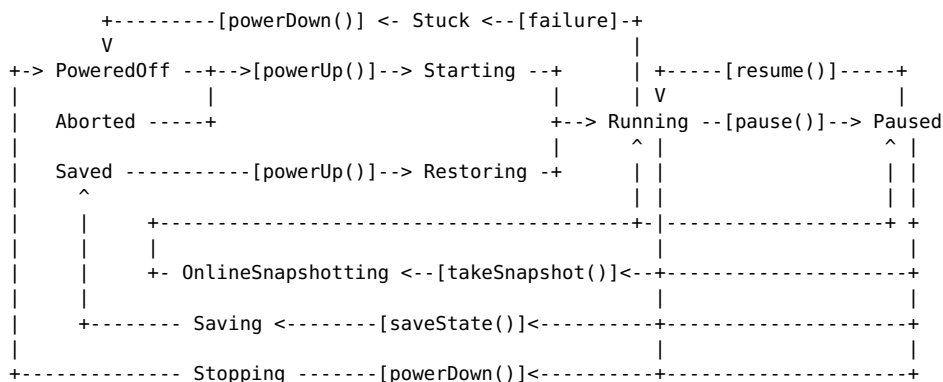 +---------[powerDown()] <- Stuck <--[failure]-+
V |
+-> PoweredOff --+-->[powerUp()]--> Starting --+ | +-----[resume()]-----+
| | | | V |
| Aborted -----+ +--> Running --[pause()]--> Paused
| | ^ | ^ |
| Saved -----------[powerUp()]--> Restoring -+ | | | |
| ^ | | | |
| | +-----------------------------------------+-|-------------------+ +
| | | | |
| | +- OnlineSnapshotting <--[takeSnapshot()]<--+---------------------+
| | | |
| +-------- Saving <--------[saveState()]<----------+---------------------+
| | |
+-------------- Stopping -------[powerDown()]<----------+---------------------+